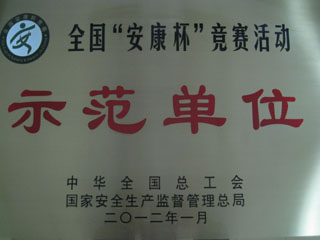 全国“安康杯”竞赛活动
示范单位
中华全国总工会
国家安全生产监督管理总局
二〇一二年一月